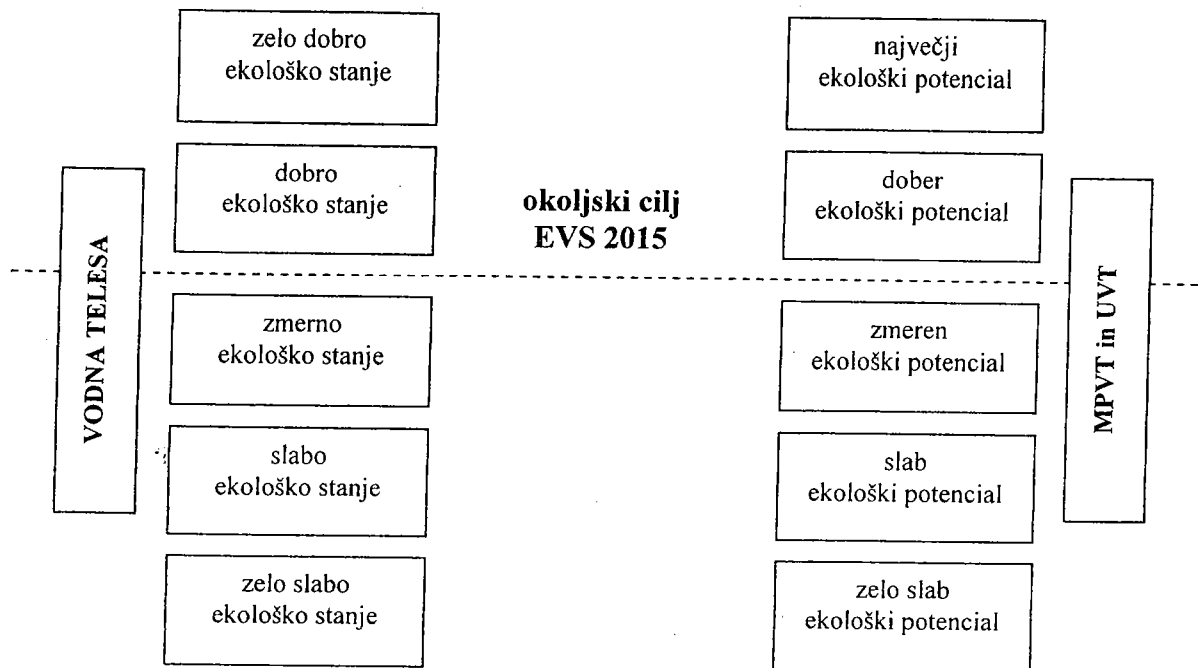 zelo dobro
ekološko stanje
dobro
ekološko stanje
zmerno
ekološko stanje
slabo
ekološko stanje
zelo slabo
ekološko stanje
VODNA TELESA
okoljski cilj
EVS 2015
največji
ekološki potencial
dober
ekološki potencial
zmeren
ekološki potencial
slab
ekološki potencial
zelo slab
ekološki potencial
MPVT in UVT